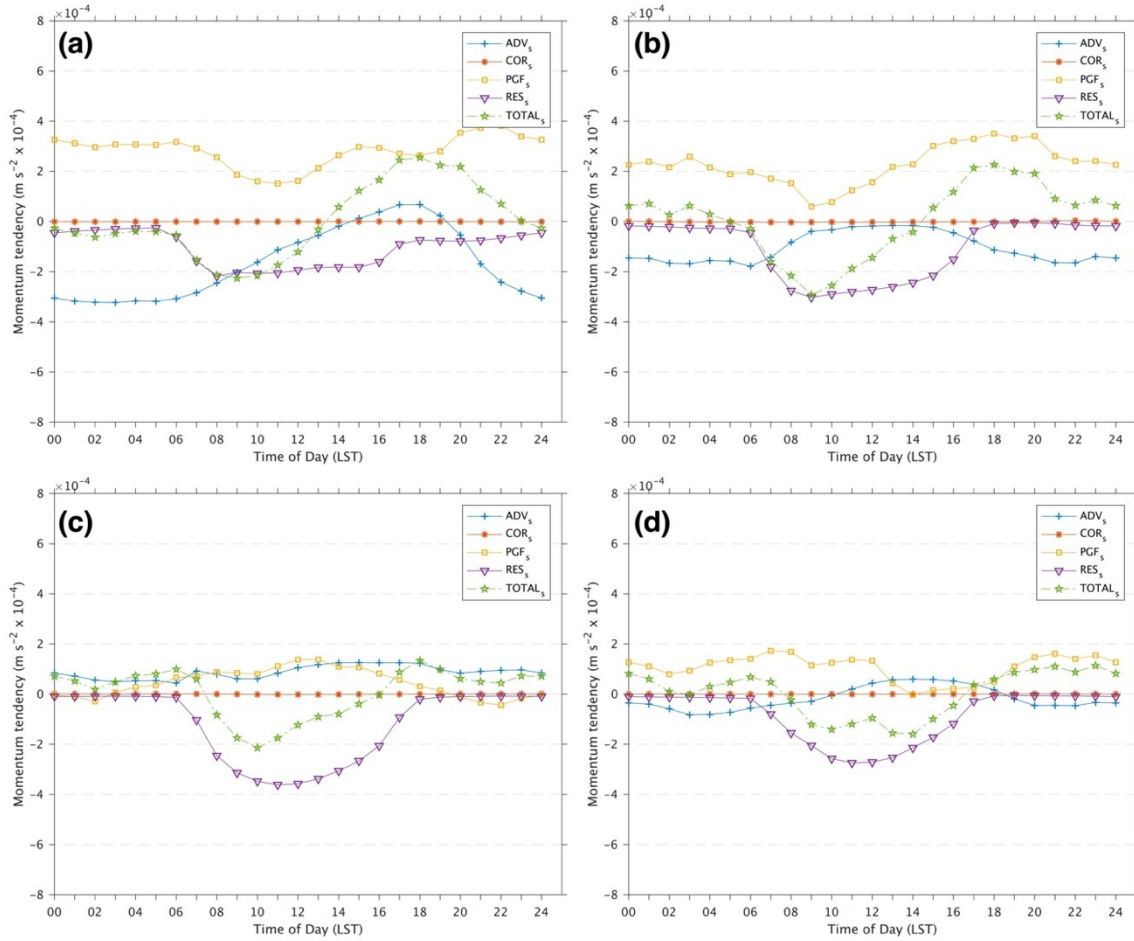 ×10⁻⁴
(a)
ADVₛ
CORₛ
PGFₛ
RESₛ
TOTALₛ
Momentum tendency (m s⁻² x 10⁻⁴)
8
6
4
2
0
−2
−4
−6
−8
00 02 04 06 08 10 12 14 16 18 20 22 24
Time of Day (LST)
×10⁻⁴
(b)
ADVₛ
CORₛ
PGFₛ
RESₛ
TOTALₛ
Momentum tendency (m s⁻² x 10⁻⁴)
8
6
4
2
0
−2
−4
−6
−8
00 02 04 06 08 10 12 14 16 18 20 22 24
Time of Day (LST)
×10⁻⁴
(c)
ADVₛ
CORₛ
PGFₛ
RESₛ
TOTALₛ
Momentum tendency (m s⁻² x 10⁻⁴)
8
6
4
2
0
−2
−4
−6
−8
00 02 04 06 08 10 12 14 16 18 20 22 24
Time of Day (LST)
×10⁻⁴
(d)
ADVₛ
CORₛ
PGFₛ
RESₛ
TOTALₛ
Momentum tendency (m s⁻² x 10⁻⁴)
8
6
4
2
0
−2
−4
−6
−8
00 02 04 06 08 10 12 14 16 18 20 22 24
Time of Day (LST)